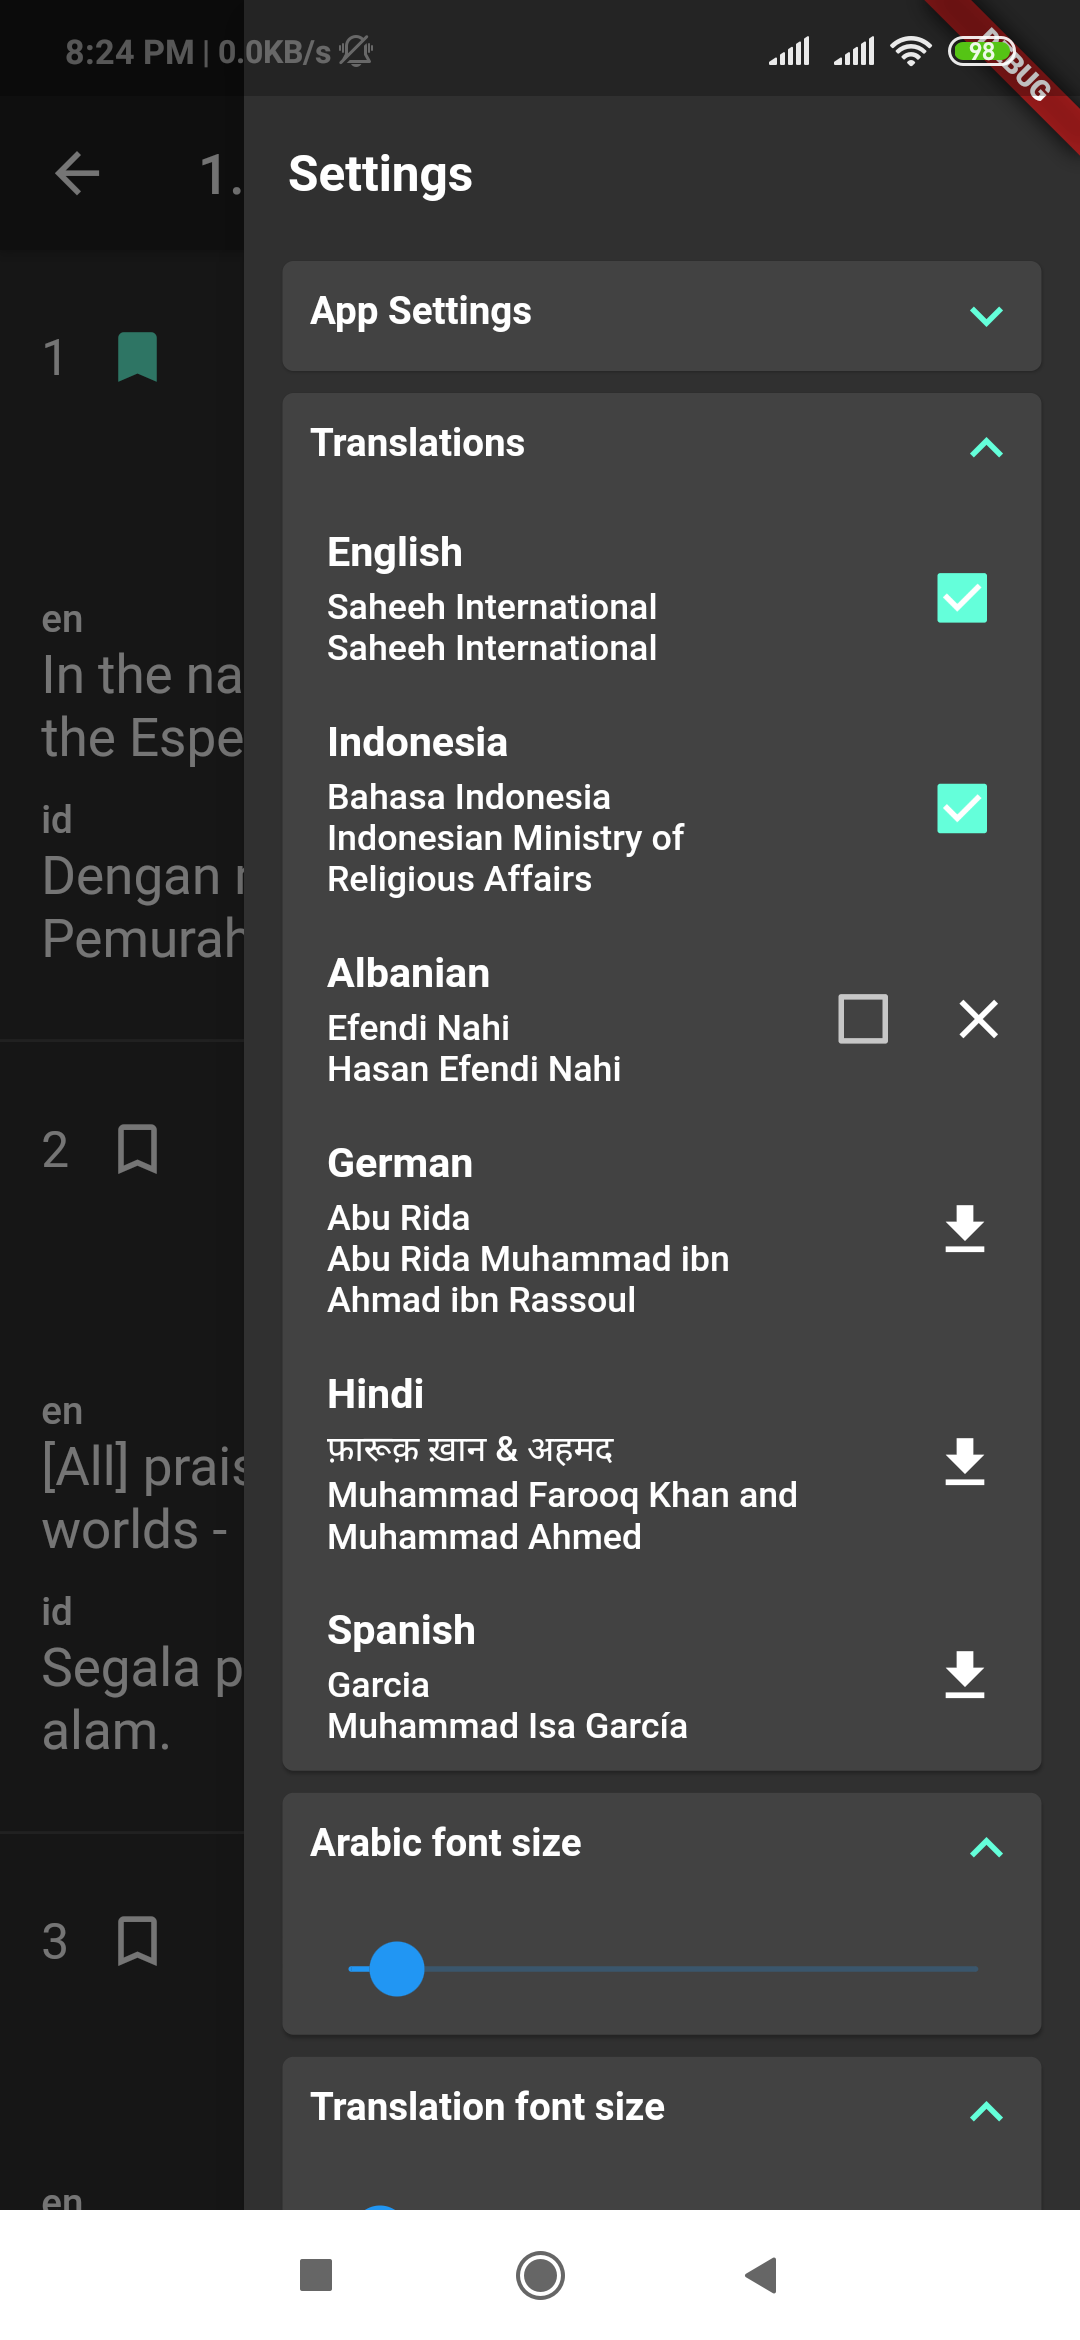 8:24 PM | 0.0KB/s
98
DEBUG
1.
Settings
App Settings
Translations
English
Saheeh International
Saheeh International
Indonesia
Bahasa Indonesia
Indonesian Ministry of
Religious Affairs
Albanian
Efendi Nahi
Hasan Efendi Nahi
German
Abu Rida
Abu Rida Muhammad ibn
Ahmad ibn Rassoul
Hindi
फ़ारूक़ ख़ान & अहमद
Muhammad Farooq Khan and
Muhammad Ahmed
Spanish
Garcia
Muhammad Isa García
Arabic font size
Translation font size
1
en
In the na
the Espe
id
Dengan
Pemurah
2
en
[All] prais
worlds -
id
Segala p
alam.
3
en